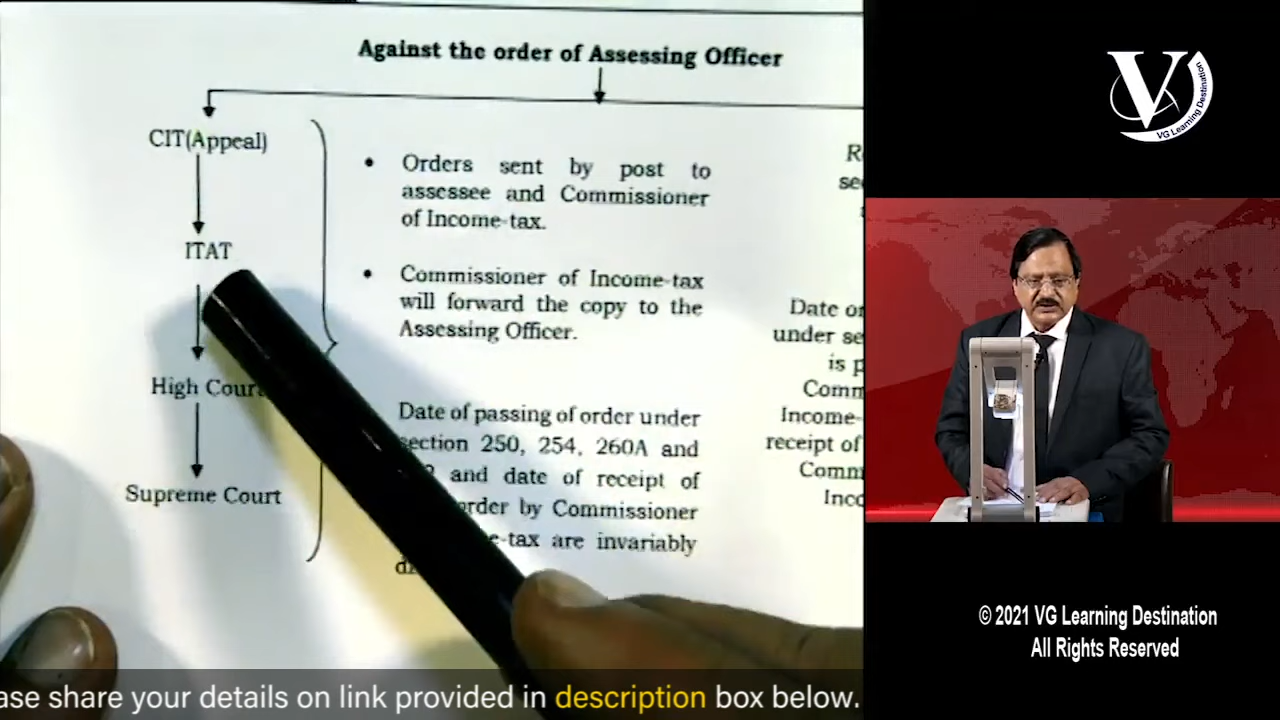 Against the order of Assessing Officer
CIT(Appeal)
ITAT
High Court
Supreme Court
• Orders sent by post to
assessee and Commissioner
of Income-tax.
• Commissioner of Income-tax
will forward the copy to the
Assessing Officer.
Date of passing of order under
section 250, 254, 260A and
and date of receipt of
order by Commissioner
e-tax are invariably
Date of
under se
is p
Comm
Income-
receipt of
Comm
Inco
V
VG Learning Destination
© 2021 VG Learning Destination
All Rights Reserved
ase share your details on link provided in description box below.